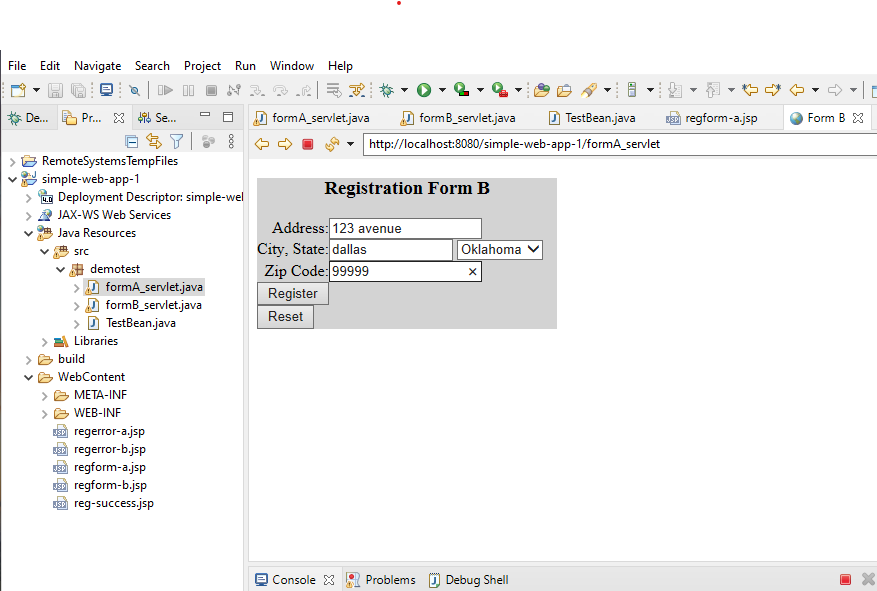 File Edit Navigate Search Project Run Window Help
De... Pr... Se...
formA_servlet.java formB_servlet.java TestBean.java regform-a.jsp Form B
http://localhost:8080/simple-web-app-1/formA_servlet
RemoteSystemsTempFiles
simple-web-app-1
Deployment Descriptor: simple-wel
JAX-WS Web Services
Java Resources
src
demotest
formA_servlet.java
formB_servlet.java
TestBean.java
Libraries
build
WebContent
META-INF
WEB-INF
regerror-a.jsp
regerror-b.jsp
regform-a.jsp
regform-b.jsp
reg-success.jsp
Registration Form B
Address: 123 avenue
City, State: dallas Oklahoma
Zip Code: 99999
Register
Reset
Console Problems Debug Shell